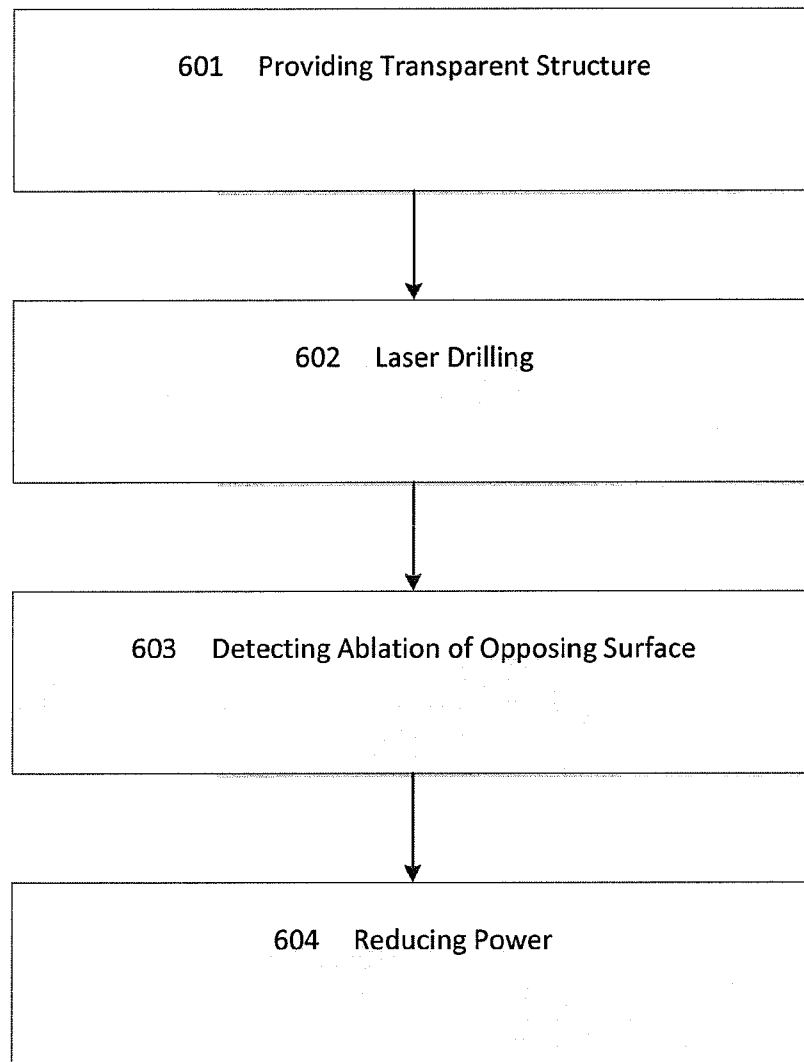 601 Providing Transparent Structure
602 Laser Drilling
603 Detecting Ablation of Opposing Surface
604 Reducing Power